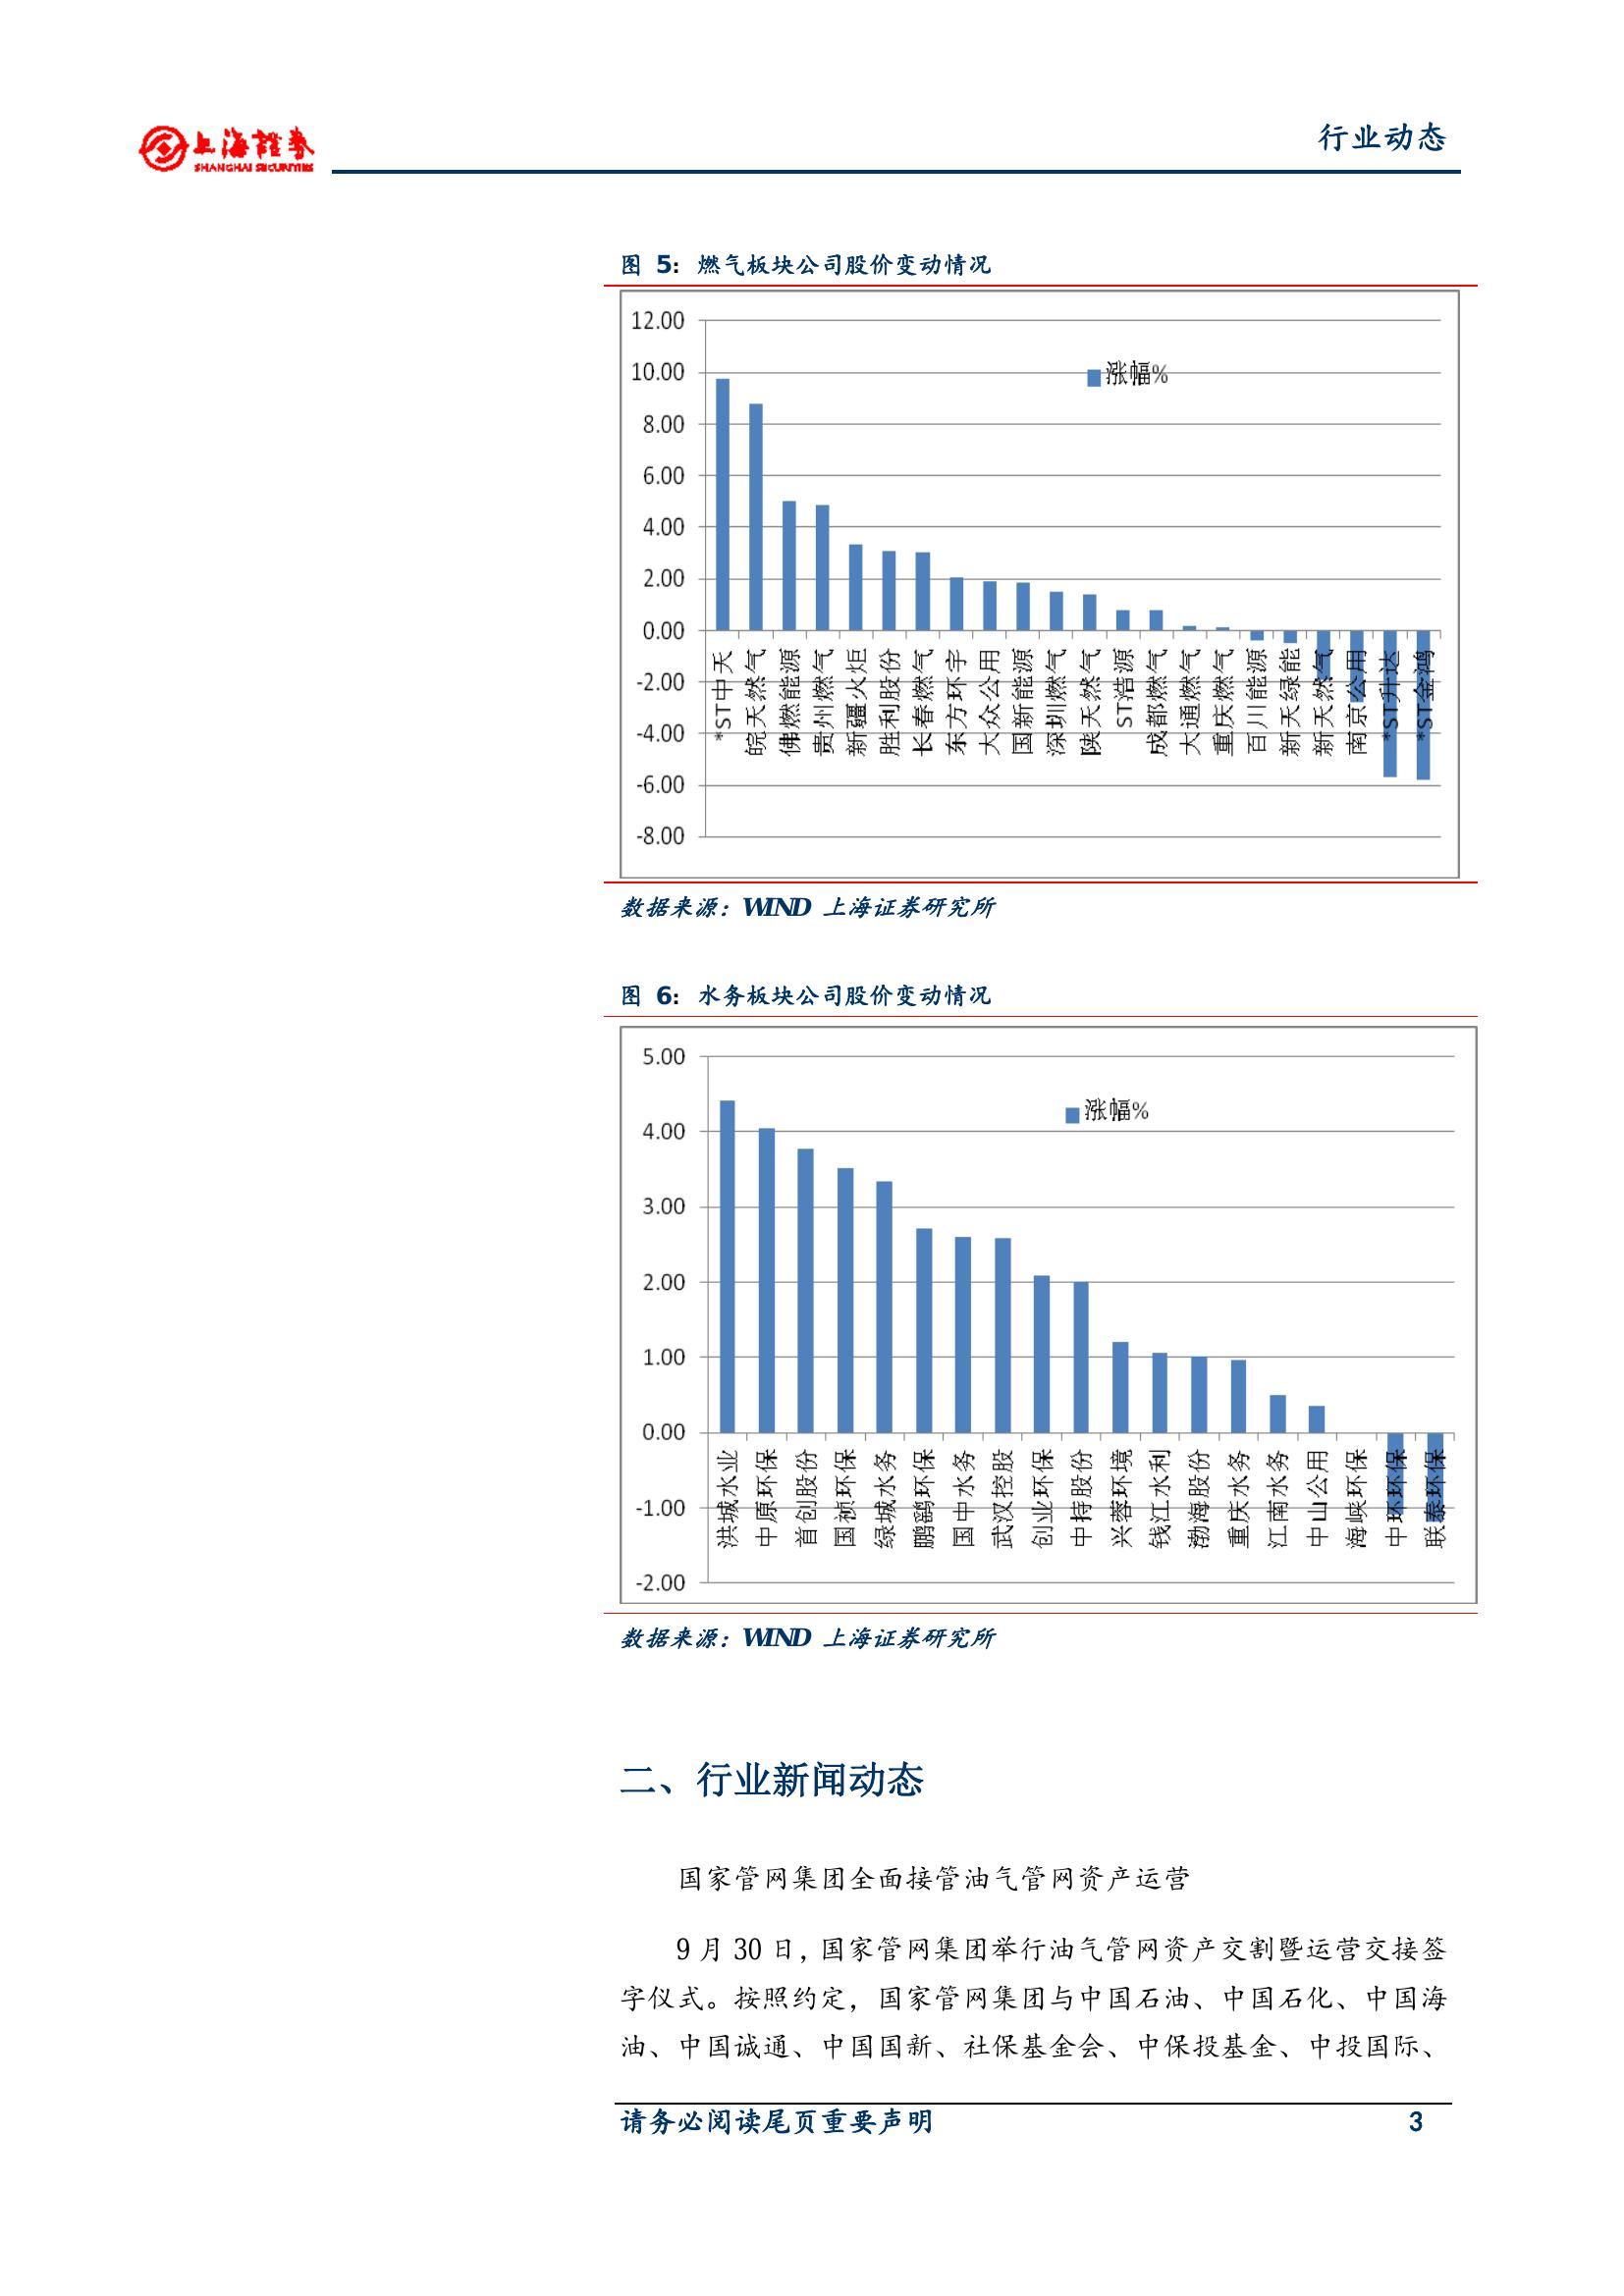 上海證券
SHANGHAI SECURITIES
行业动态
图 5：燃气板块公司股价变动情况
12.00
10.00
8.00
6.00
4.00
2.00
0.00
-2.00
-4.00
-6.00
-8.00
涨幅%
*ST中天
皖天然气
佛燃能源
贵州燃气
新疆火炬
胜利股份
长春燃气
东方环宇
大众公用
国新能源
深圳燃气
陕天然气
ST浩源
成都燃气
大通燃气
重庆燃气
百川能源
新天绿能
新天然气
南京公用
*ST升达
*ST金鸿
数据来源：WIND 上海证券研究所
图 6：水务板块公司股价变动情况
5.00
4.00
3.00
2.00
1.00
0.00
-1.00
-2.00
涨幅%
洪城水业
中原环保
首创股份
国祯环保
绿城水务
鹏鹞环保
国中水务
武汉控股
创业环保
中持股份
兴蓉环境
钱江水利
渤海股份
重庆水务
江南水务
中山公用
海峡环保
中环环保
联泰环保
数据来源：WIND 上海证券研究所
二、行业新闻动态
国家管网集团全面接管油气管网资产运营
9 月 30 日，国家管网集团举行油气管网资产交割暨运营交接签
字仪式。按照约定，国家管网集团与中国石油、中国石化、中国海
油、中国诚通、中国国新、社保基金会、中保投基金、中投国际、
请务必阅读尾页重要声明 3